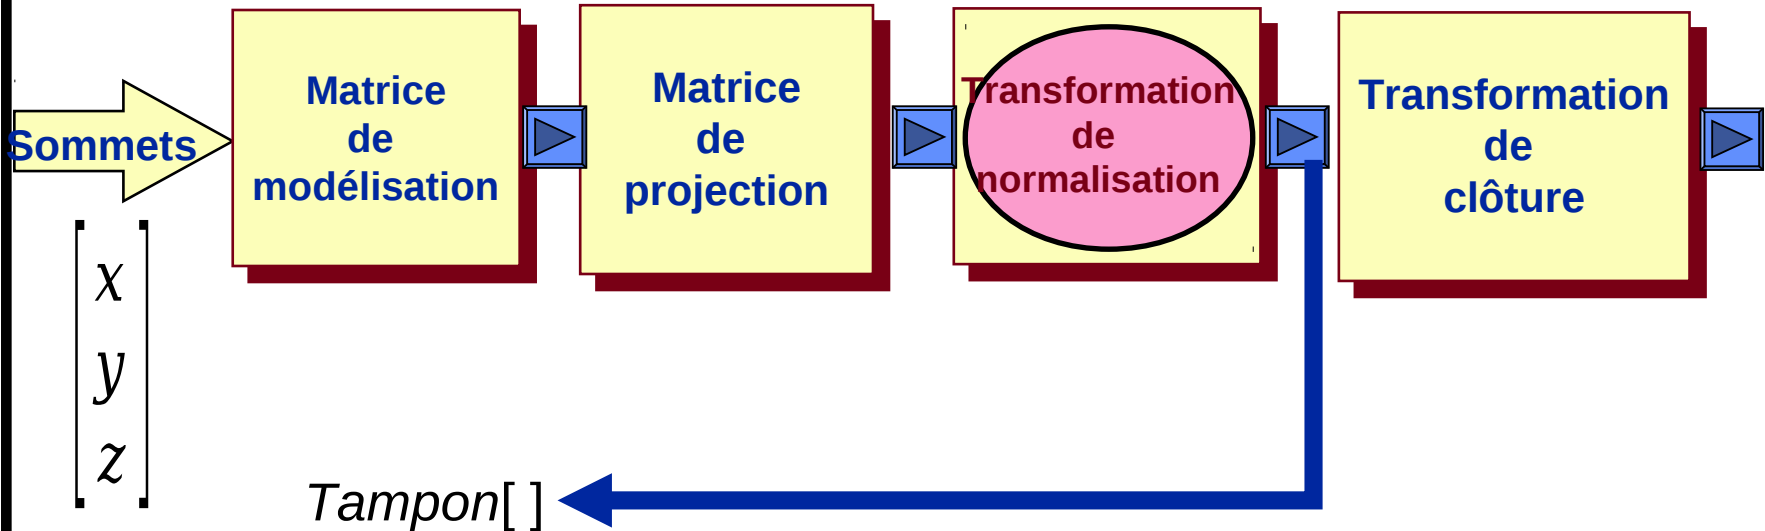 Sommets
Matrice
de
modélisation
Matrice
de
projection
Transformation
de
normalisation
Transformation
de
clôture
x
y
z
Tampon[ ]